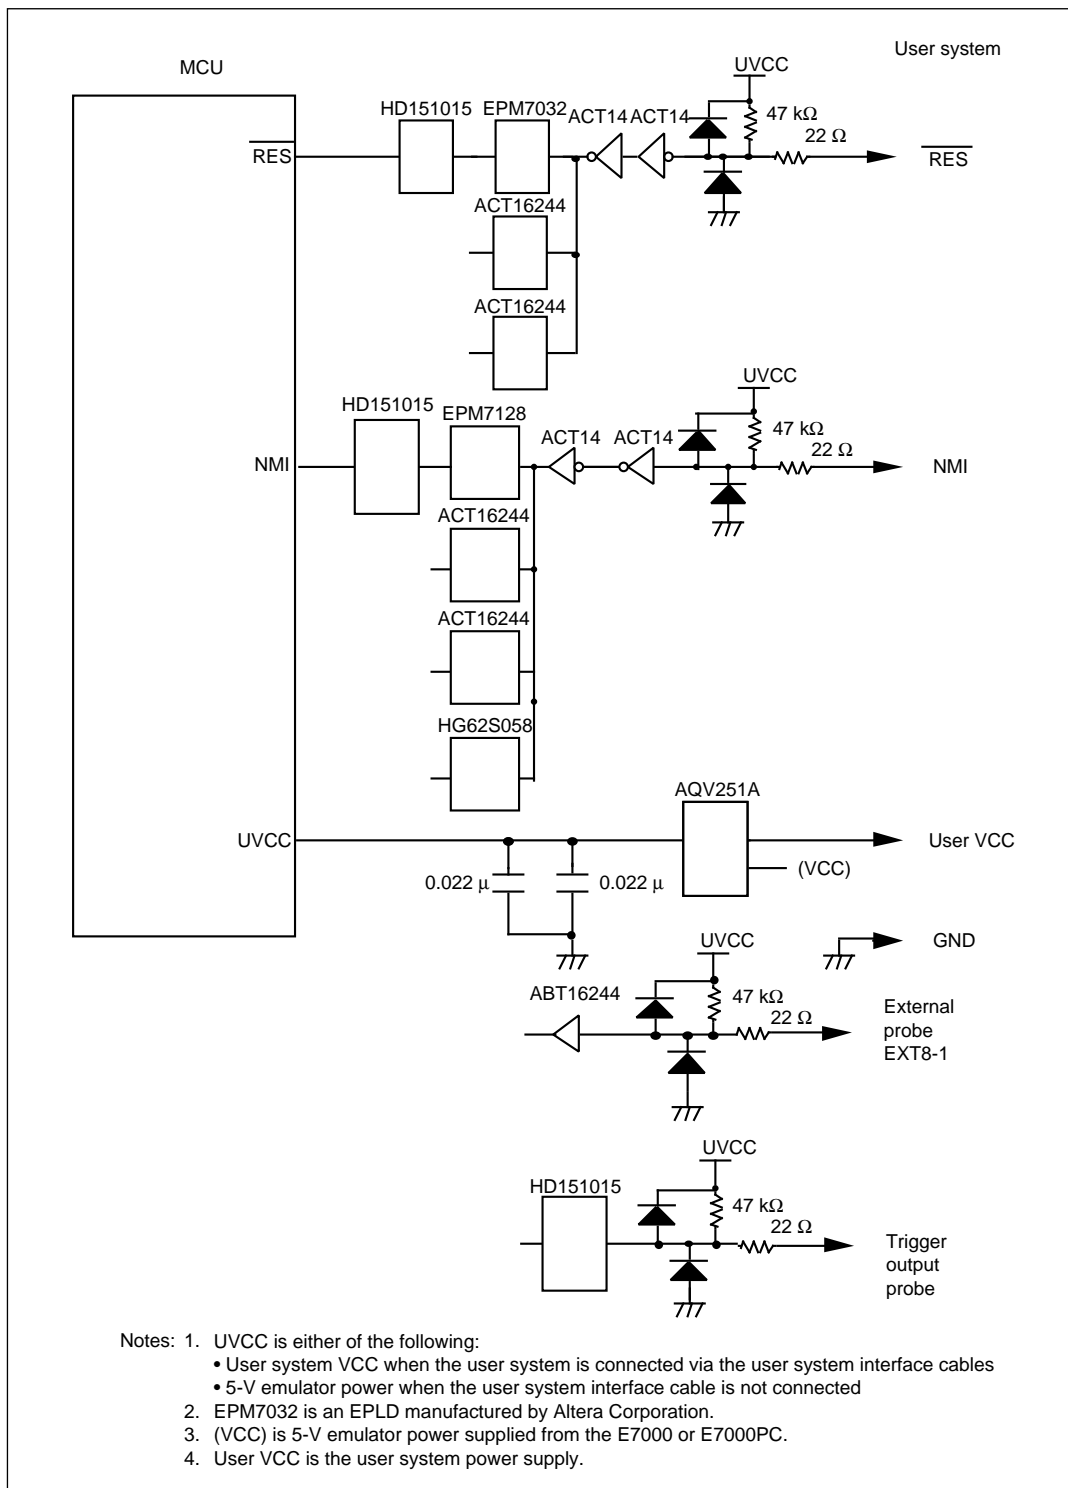 User system
MCU
UVCC
HD151015 EPM7032 ACT14 ACT14 47 kΩ
22 Ω
RES
RES
ACT16244
ACT16244
UVCC
HD151015 EPM7128 ACT14 ACT14 47 kΩ
22 Ω
NMI
NMI
ACT16244
ACT16244
HG62S058
AQV251A
UVCC
User VCC
(VCC)
0.022 μ
0.022 μ
UVCC
GND
ABT16244
47 kΩ
22 Ω
External
probe
EXT8-1
UVCC
HD151015
47 kΩ
22 Ω
Trigger
output
probe
Notes: 1. UVCC is either of the following:
• User system VCC when the user system is connected via the user system interface cables
• 5-V emulator power when the user system interface cable is not connected
2. EPM7032 is an EPLD manufactured by Altera Corporation.
3. (VCC) is 5-V emulator power supplied from the E7000 or E7000PC.
4. User VCC is the user system power supply.